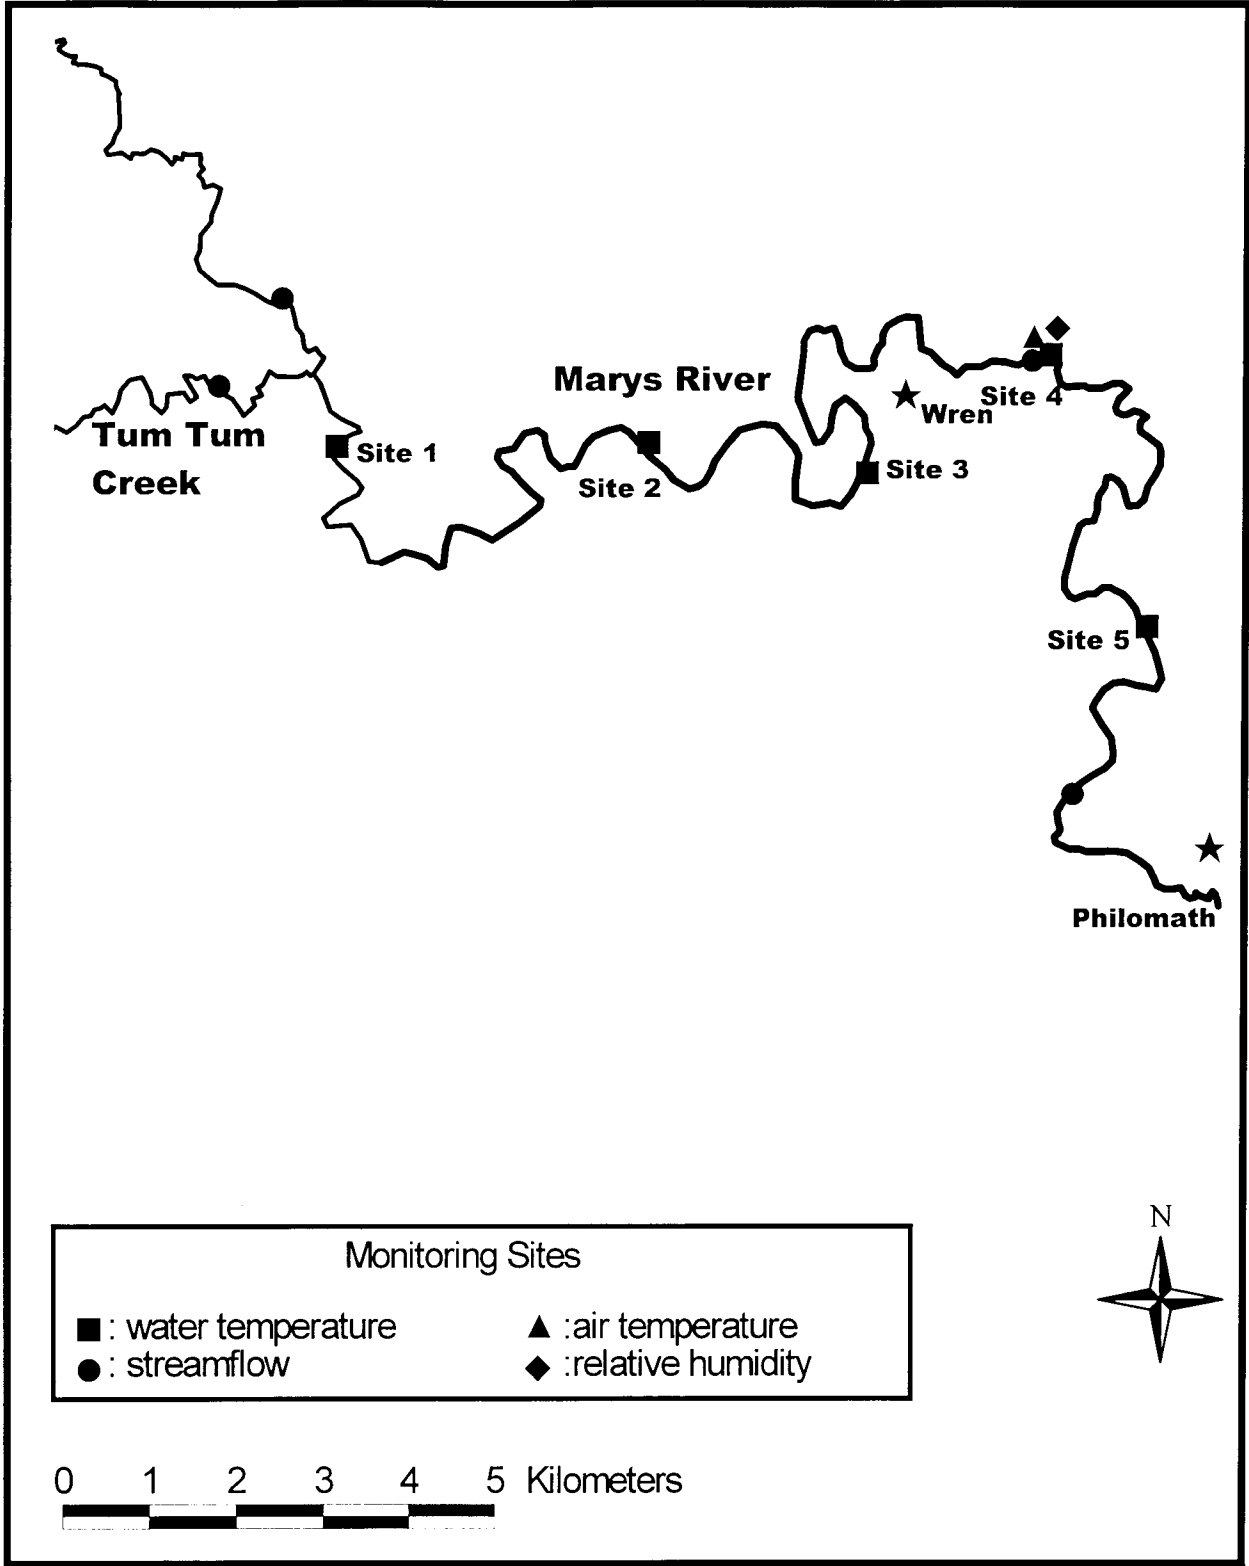 Marys River
Wren
Site 4
Tum Tum
Creek
Site 1
Site 2
Site 3
Site 5
Philomath
N
Monitoring Sites
■: water temperature
▲ :air temperature
●: streamflow
◆ :relative humidity
0 1 2 3 4 5 Kilometers